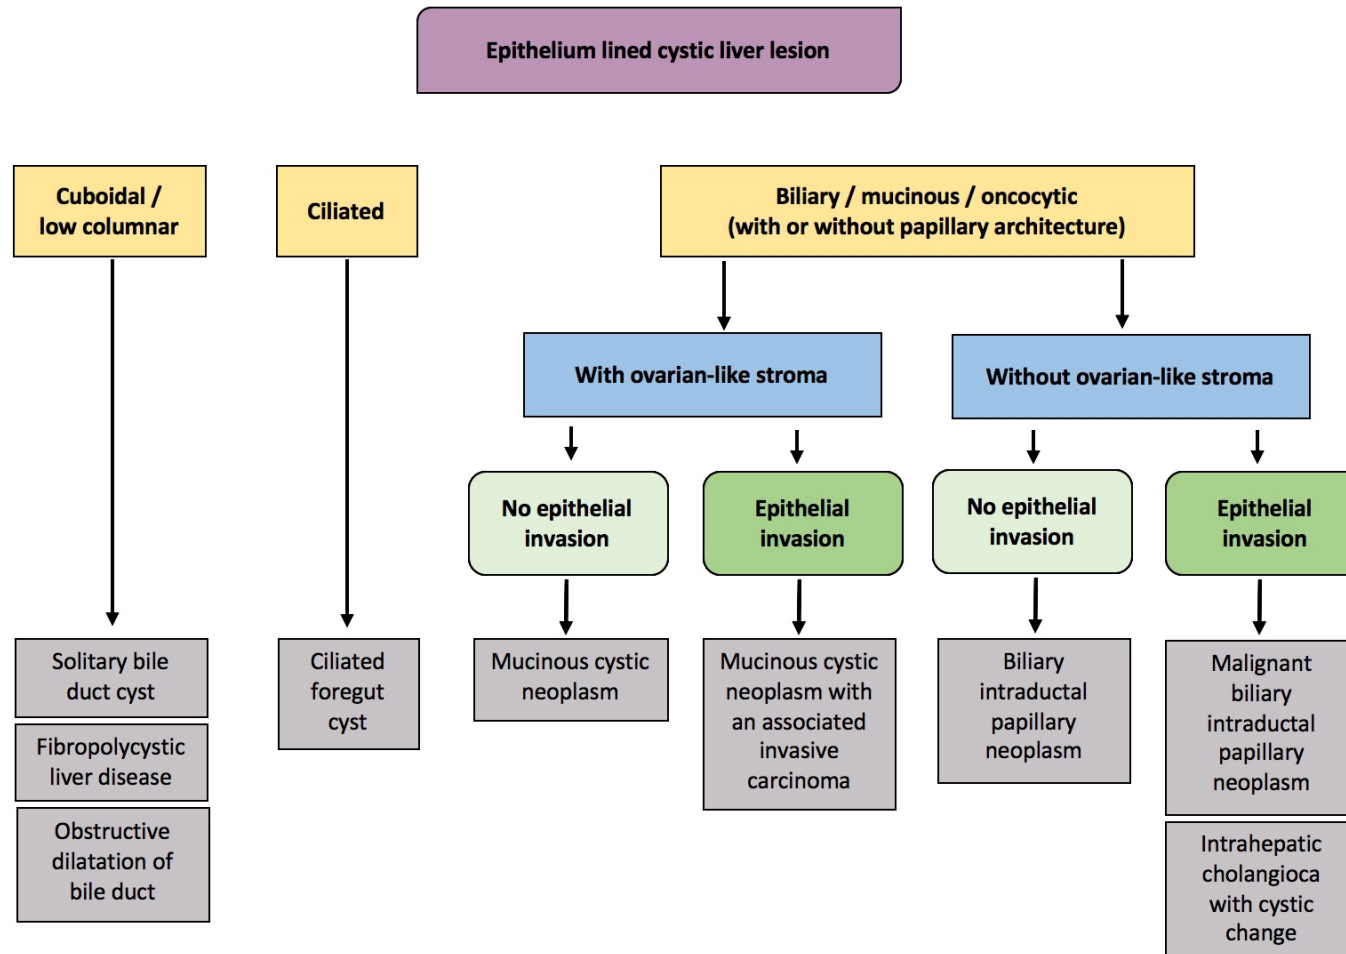 Epithelium lined cystic liver lesion
Cuboidal /
low columnar
Ciliated
Biliary / mucinous / oncocytic
(with or without papillary architecture)
With ovarian-like stroma
Without ovarian-like stroma
No epithelial
invasion
Epithelial
invasion
No epithelial
invasion
Epithelial
invasion
Solitary bile
duct cyst
Fibropolycystic
liver disease
Obstructive
dilatation of
bile duct
Ciliated
foregut
cyst
Mucinous cystic
neoplasm
Mucinous cystic
neoplasm with
an associated
invasive
carcinoma
Biliary
intraductal
papillary
neoplasm
Malignant
biliary
intraductal
papillary
neoplasm
Intrahepatic
cholangioca
with cystic
change